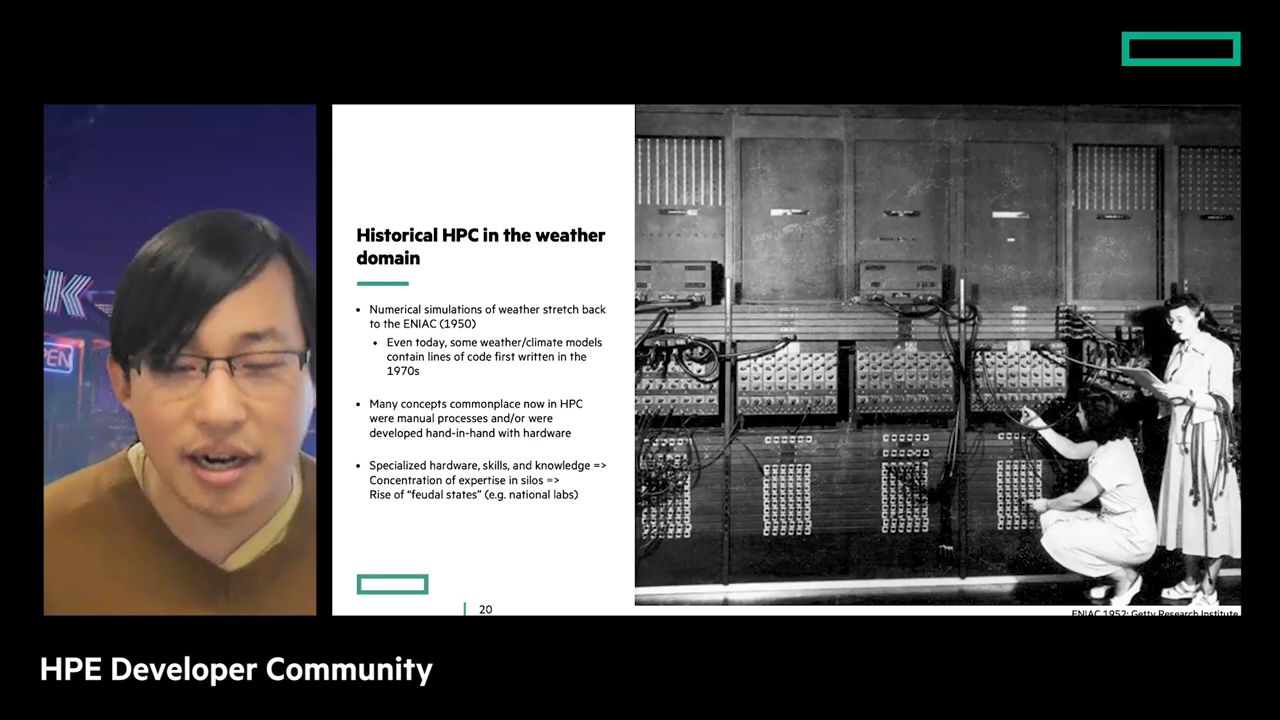 K
PEN
Historical HPC in the weather
domain
• Numerical simulations of weather stretch back
to the ENIAC (1950)
• Even today, some weather/climate models
contain lines of code first written in the
1970s
• Many concepts commonplace now in HPC
were manual processes and/or were
developed hand-in-hand with hardware
• Specialized hardware, skills, and knowledge =>
Concentration of expertise in silos =>
Rise of “feudal states” (e.g. national labs)
20
ENIAC 1952; Getty Research Institute
HPE Developer Community